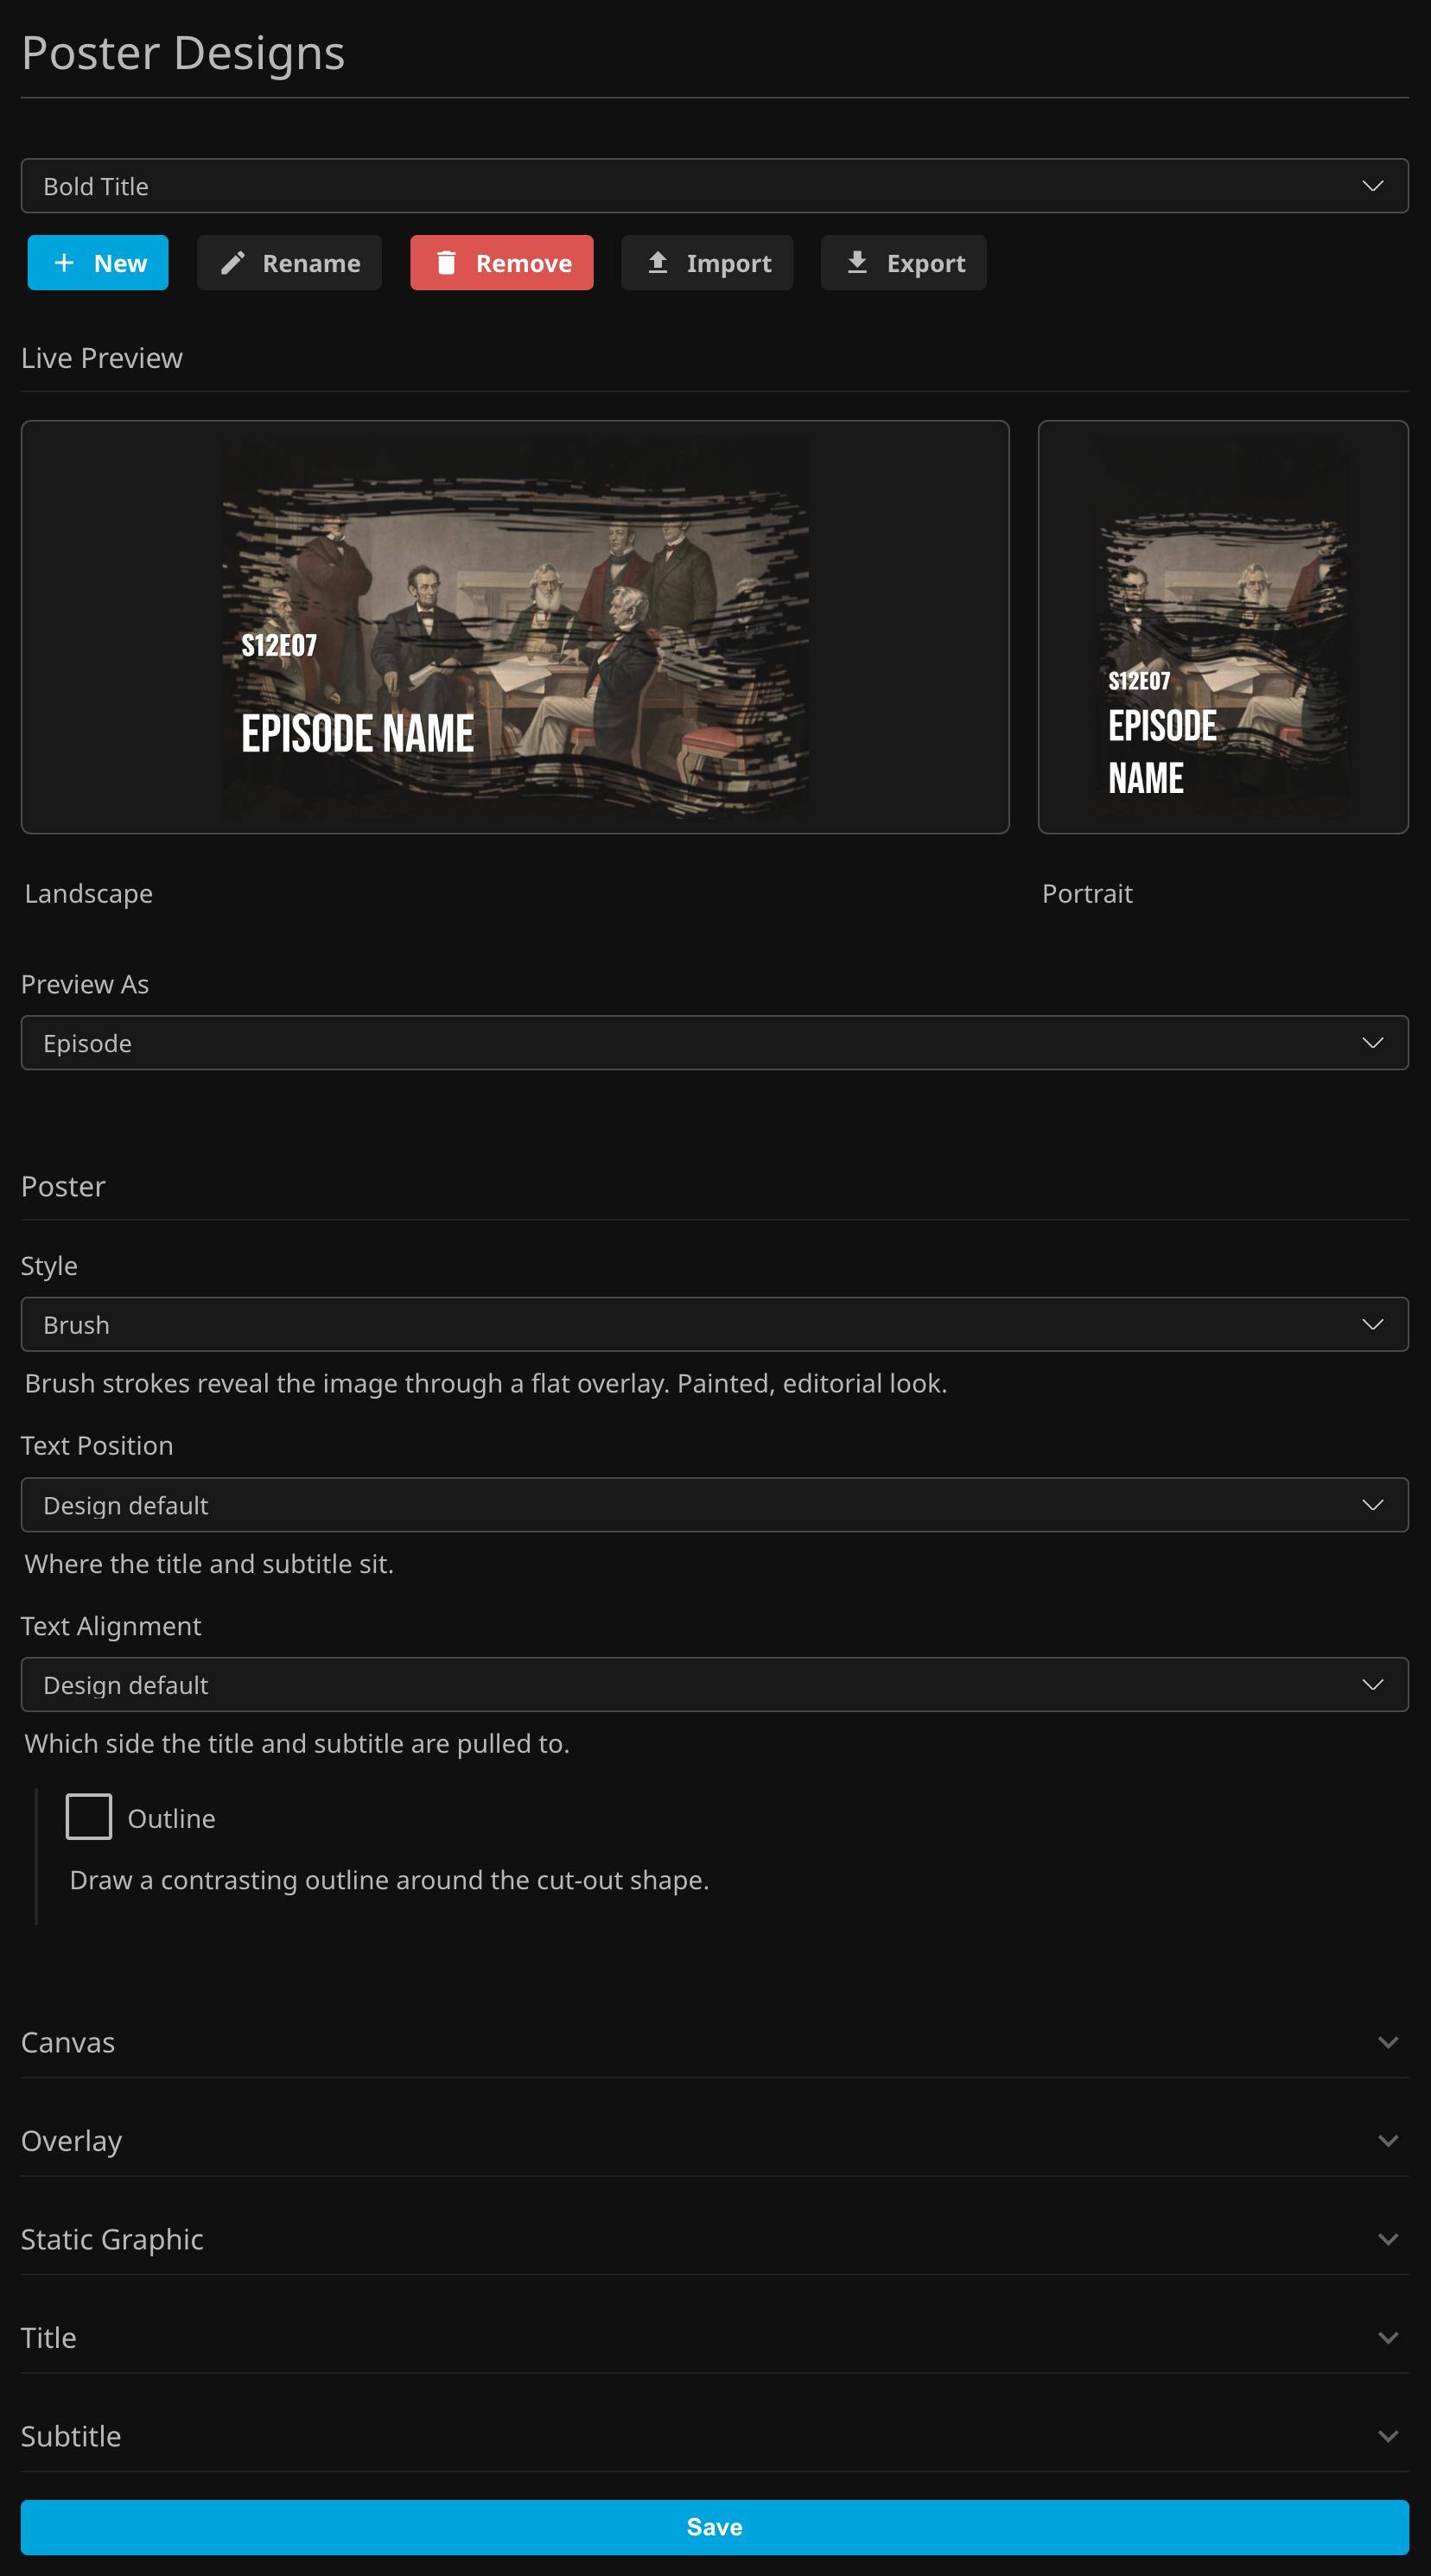 Poster Designs
Bold Title
New
Rename
Remove
Import
Export
Live Preview
S12E07
EPISODE NAME
S12E07
EPISODE
NAME
Landscape
Portrait
Preview As
Episode
Poster
Style
Brush
Brush strokes reveal the image through a flat overlay. Painted, editorial look.
Text Position
Design default
Where the title and subtitle sit.
Text Alignment
Design default
Which side the title and subtitle are pulled to.
Outline
Draw a contrasting outline around the cut-out shape.
Canvas
Overlay
Static Graphic
Title
Subtitle
Save